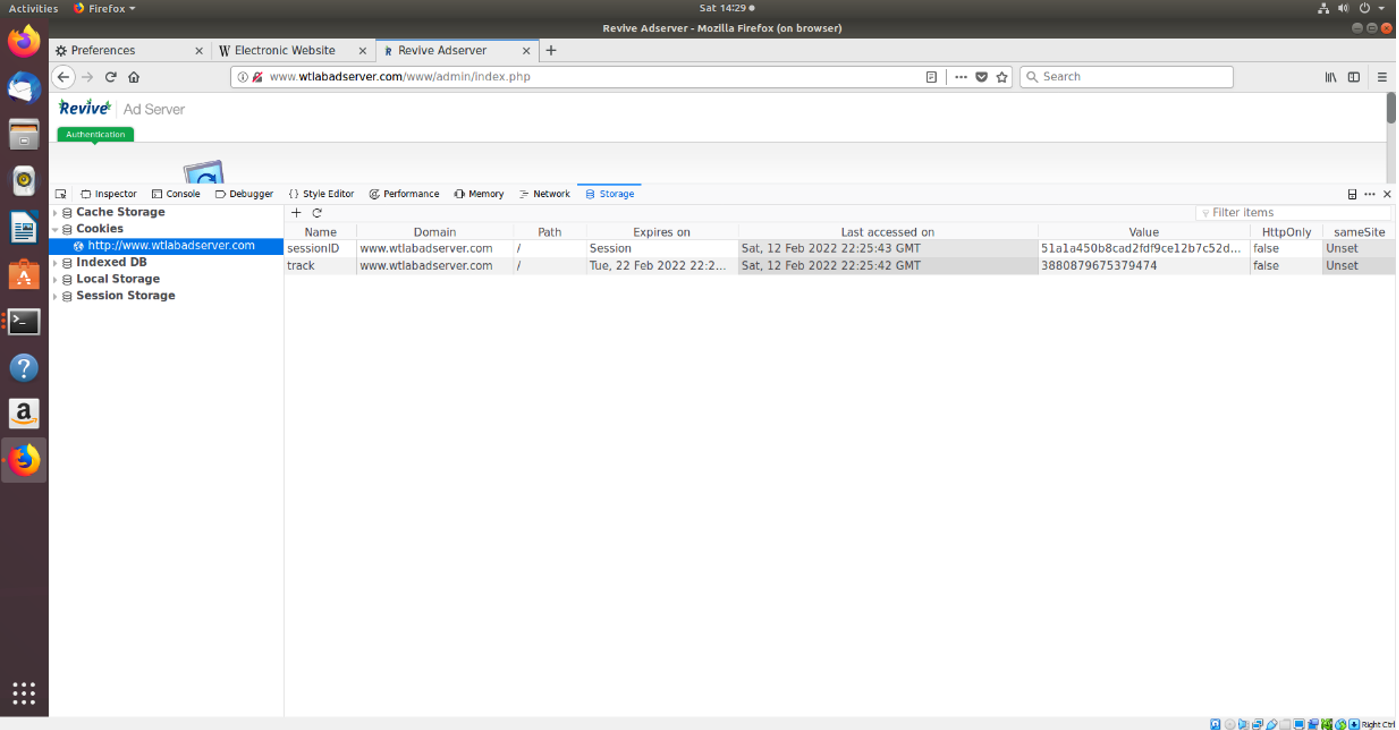 Activities Firefox Sat 14:29
Revive Adserver - Mozilla Firefox (on browser)
Preferences Electronic Website Revive Adserver
www.wtlabadserver.com/www/admin/index.php Search
Revive Ad Server
Authentication
Inspector Console Debugger {} Style Editor Performance Memory Network Storage
Cache Storage
Cookies
http://www.wtlabadserver.com
Indexed DB
Local Storage
Session Storage
+ Filter items
Name Domain Path Expires on Last accessed on Value HttpOnly sameSite
sessionID www.wtlabadserver.com / Session Sat, 12 Feb 2022 22:25:43 GMT 51a1a450b8cad2fdf9ce12b7c52d... false Unset
track www.wtlabadserver.com / Tue, 22 Feb 2022 22:2... Sat, 12 Feb 2022 22:25:42 GMT 3880879675379474 false Unset
Right Ctrl